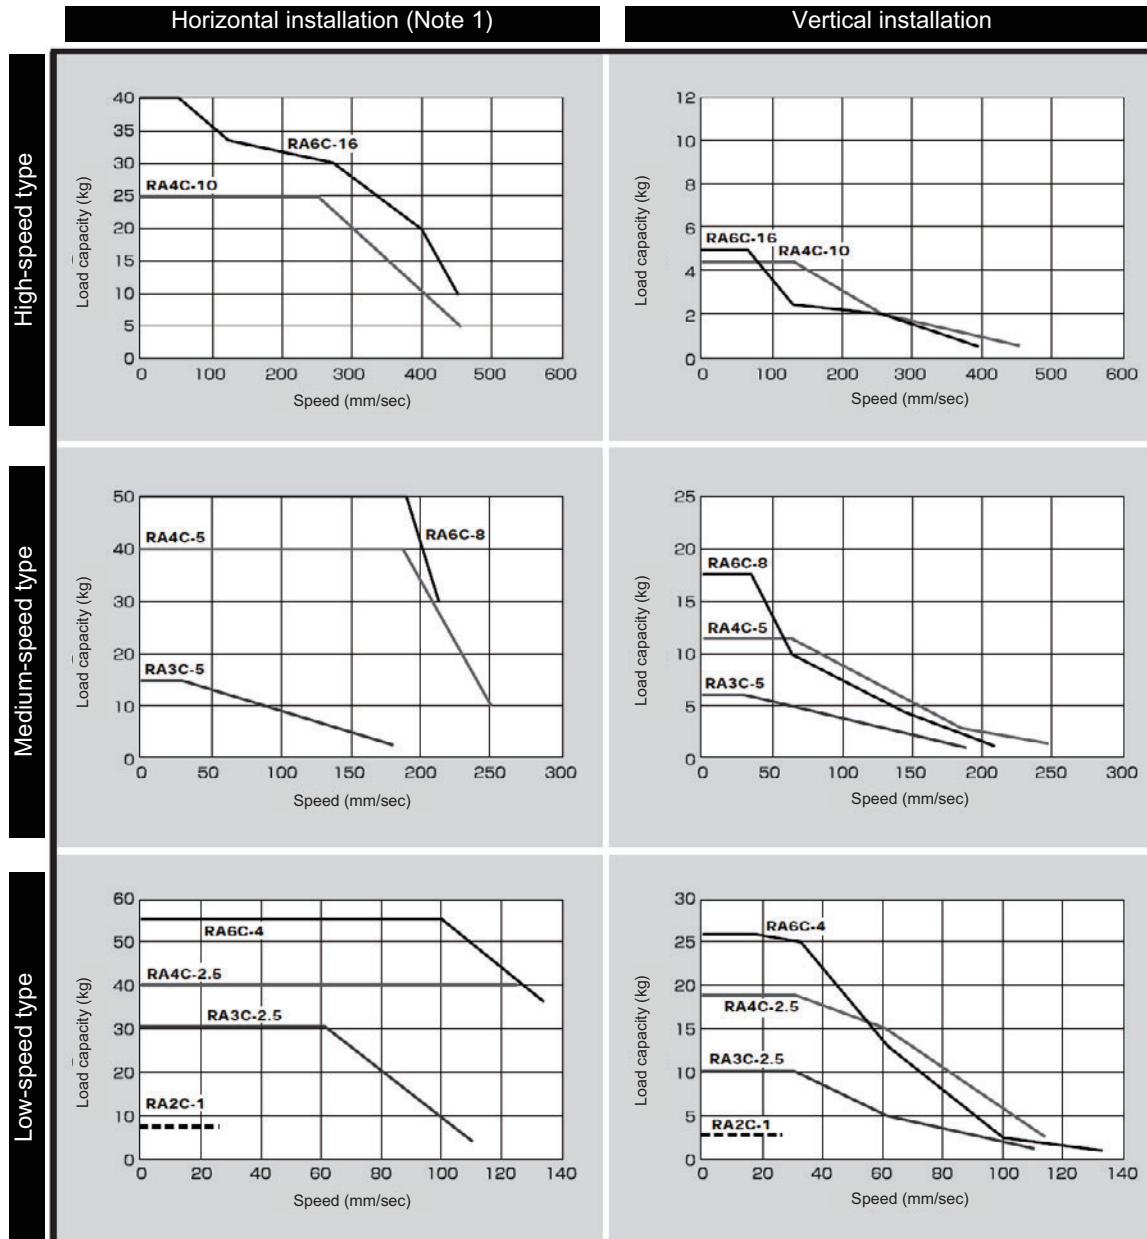 Horizontal installation (Note 1)
Vertical installation
High-speed type
Load capacity (kg)
40
35
30
25
20
15
10
5
0
RA6C-16
RA4C-10
0 100 200 300 400 500 600
Speed (mm/sec)
Load capacity (kg)
12
10
8
6
4
2
0
RA6C-16
RA4C-10
0 100 200 300 400 500 600
Speed (mm/sec)
Medium-speed type
Load capacity (kg)
50
40
30
20
10
0
RA4C-5
RA6C-8
RA3C-5
0 50 100 150 200 250 300
Speed (mm/sec)
Load capacity (kg)
25
20
15
10
5
0
RA6C-8
RA4C-5
RA3C-5
0 50 100 150 200 250 300
Speed (mm/sec)
Low-speed type
Load capacity (kg)
60
50
40
30
20
10
0
RA6C-4
RA4C-2.5
RA3C-2.5
RA2C-1
0 20 40 60 80 100 120 140
Speed (mm/sec)
Load capacity (kg)
30
25
20
15
10
5
0
RA6C-4
RA4C-2.5
RA3C-2.5
RA2C-1
0 20 40 60 80 100 120 140
Speed (mm/sec)